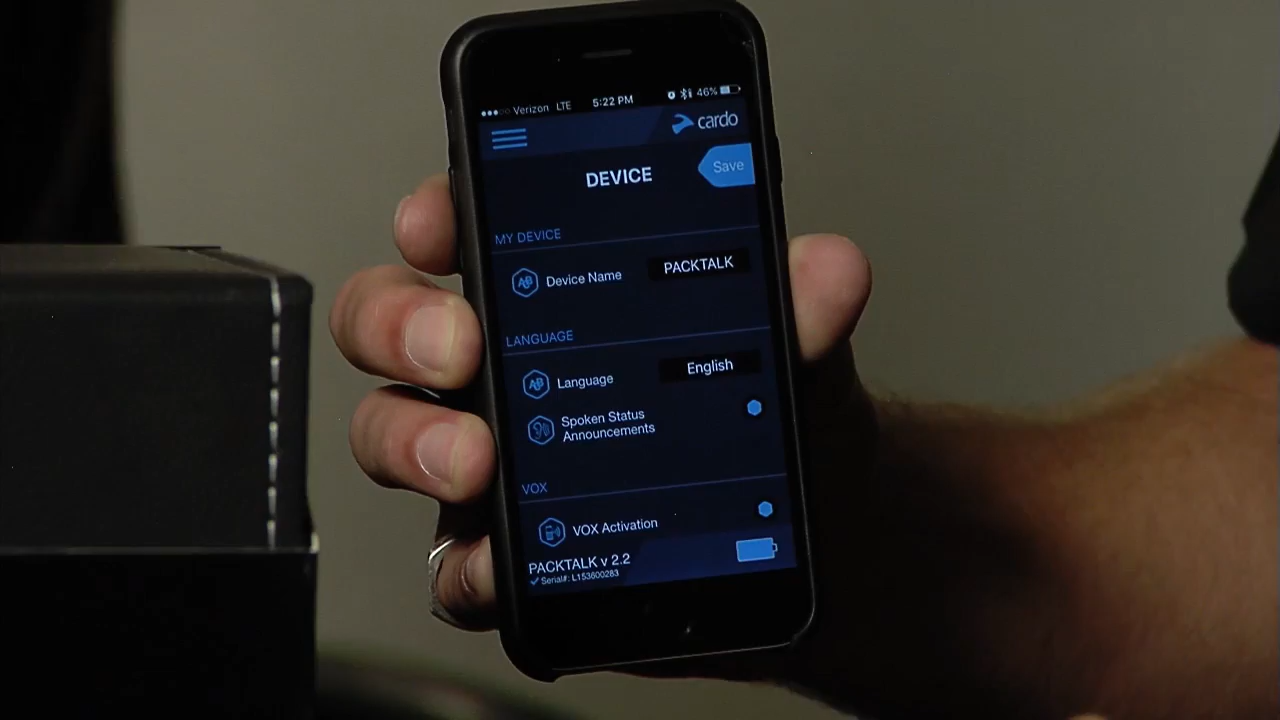 Verizon LTE 5:22 PM 46%
cardo
DEVICE
Save
MY DEVICE
Device Name
PACKTALK
LANGUAGE
Language
English
Spoken Status
Announcements
VOX
VOX Activation
PACKTALK v 2.2
Serial#: L153600283